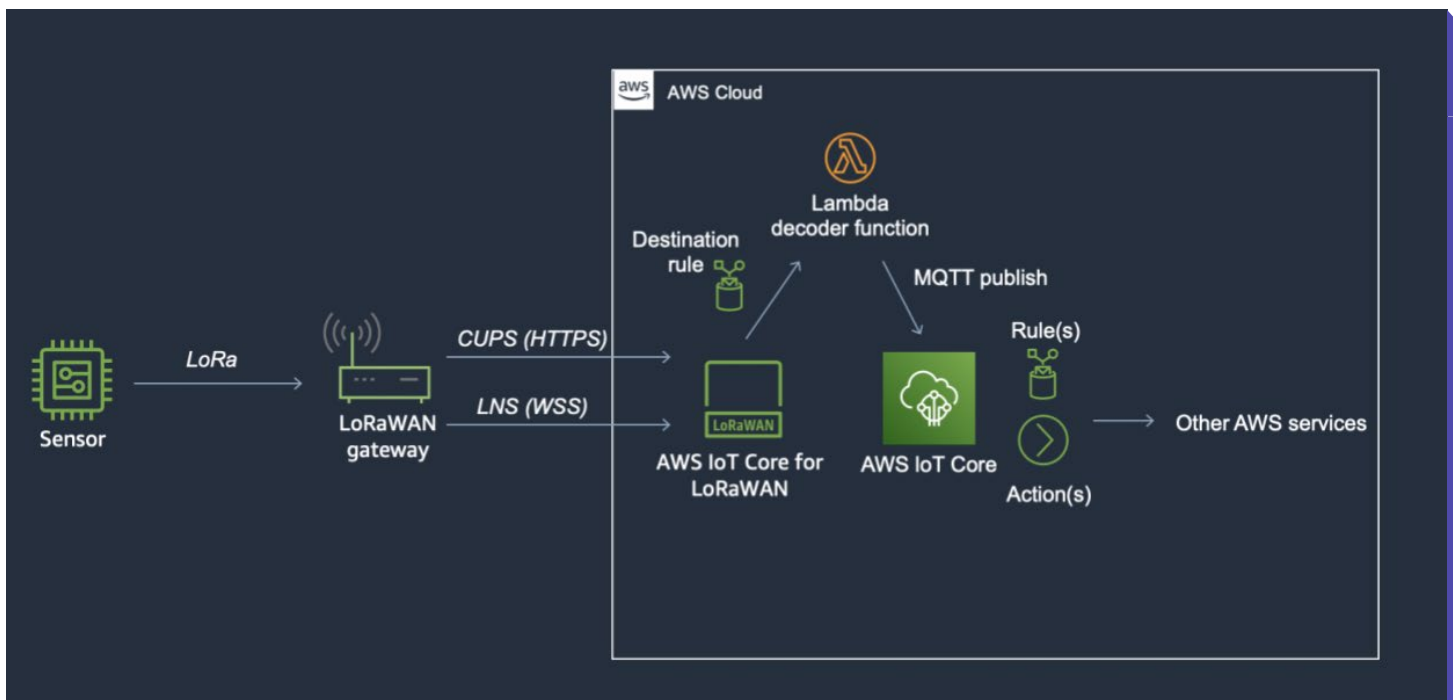 aws
AWS Cloud
Lambda
decoder function
Destination
rule
MQTT publish
Rule(s)
CUPS (HTTPS)
LoRa
LNS (WSS)
LoRaWAN
Sensor
LoRaWAN
gateway
AWS IoT Core for
LoRaWAN
AWS IoT Core
Action(s)
Other AWS services